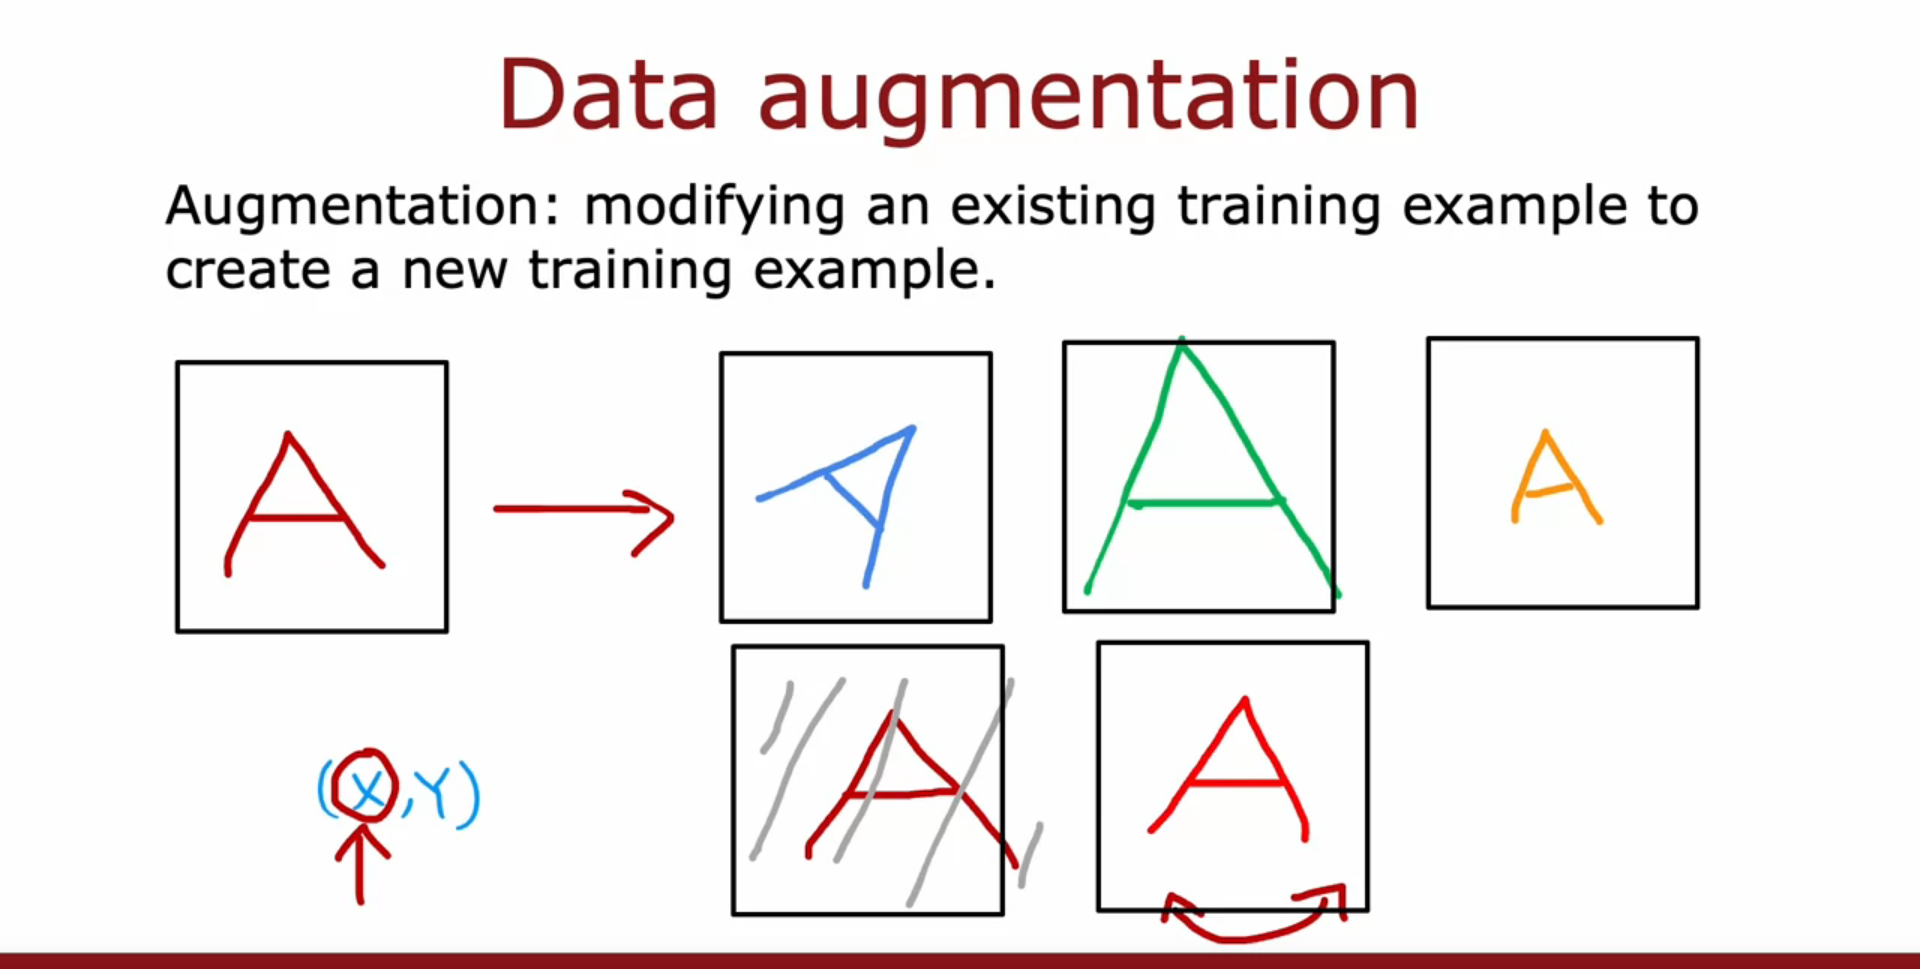 Data augmentation
Augmentation: modifying an existing training example to
create a new training example.
A
A
A
A
A
A
(X,Y)